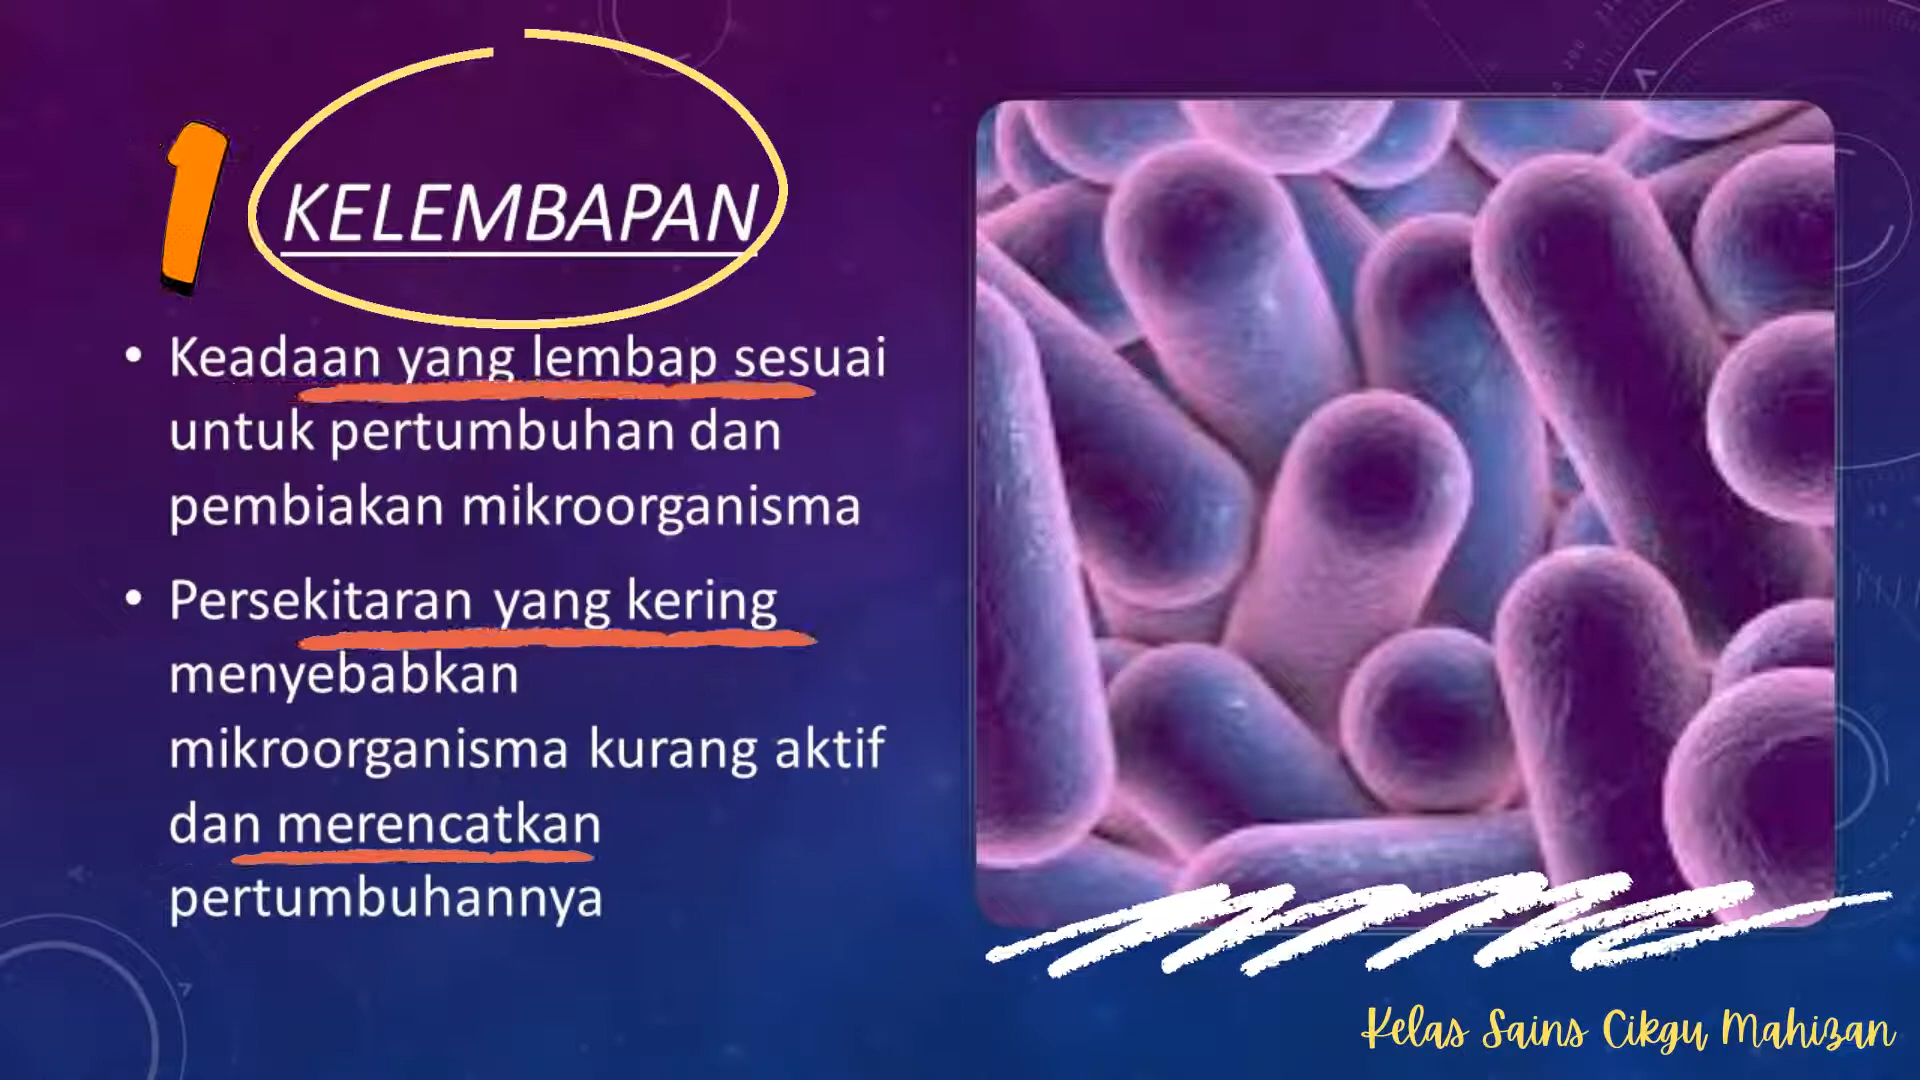 1
KELEMBAPAN
• Keadaan yang lembap sesuai
untuk pertumbuhan dan
pembiakan mikroorganisma
• Persekitaran yang kering
menyebabkan
mikroorganisma kurang aktif
dan merencatkan
pertumbuhannya
Kelas Sains Cikgu Mahizan